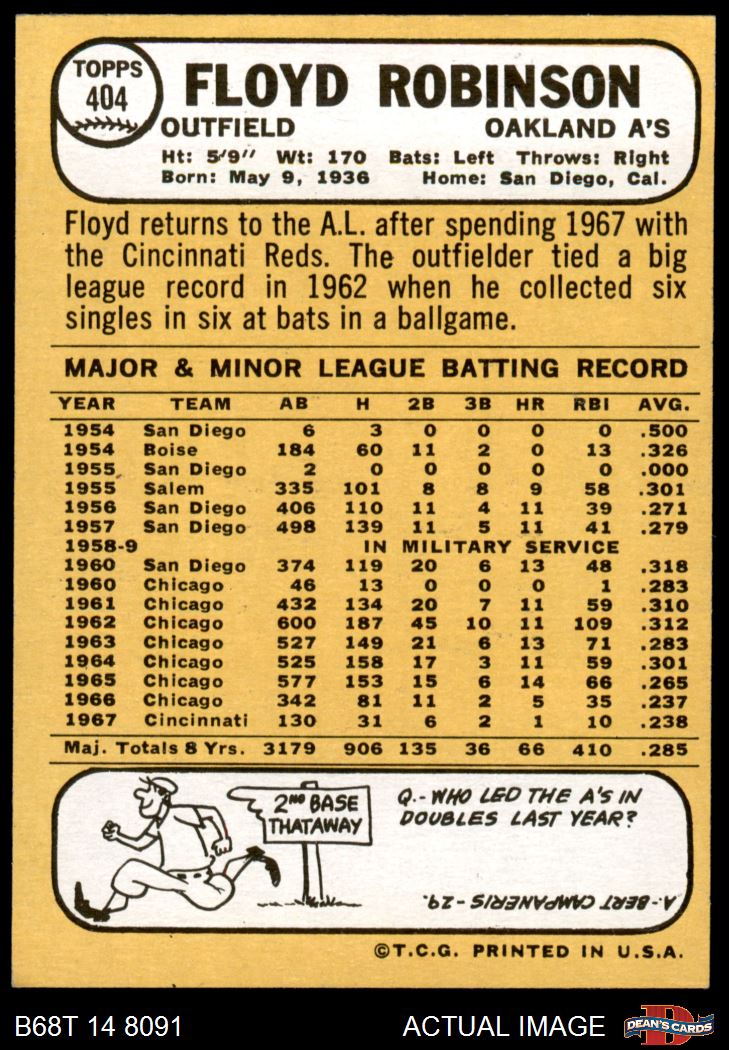 TOPPS
404
FLOYD ROBINSON
OUTFIELD OAKLAND A'S
Ht: 5'9" Wt: 170 Bats: Left Throws: Right
Born: May 9, 1936 Home: San Diego, Cal.
Floyd returns to the A.L. after spending 1967 with
the Cincinnati Reds. The outfielder tied a big
league record in 1962 when he collected six
singles in six at bats in a ballgame.
MAJOR & MINOR LEAGUE BATTING RECORD
YEAR TEAM AB H 2B 3B HR RBI AVG.
1954 San Diego 6 3 0 0 0 0 .500
1954 Boise 184 60 11 2 0 13 .326
1955 San Diego 2 0 0 0 0 0 .000
1955 Salem 335 101 8 8 9 58 .301
1956 San Diego 406 110 11 4 11 39 .271
1957 San Diego 498 139 11 5 11 41 .279
1958-9 IN MILITARY SERVICE
1960 San Diego 374 119 20 6 13 48 .318
1960 Chicago 46 13 0 0 0 1 .283
1961 Chicago 432 134 20 7 11 59 .310
1962 Chicago 600 187 45 10 11 109 .312
1963 Chicago 527 149 21 6 13 71 .283
1964 Chicago 525 158 17 3 11 59 .301
1965 Chicago 577 153 15 6 14 66 .265
1966 Chicago 342 81 11 2 5 35 .237
1967 Cincinnati 130 31 6 2 1 10 .238
Maj. Totals 8 Yrs. 3179 906 135 36 66 410 .285
2ND BASE
THATAWAY
Q.- WHO LED THE A'S IN
DOUBLES LAST YEAR?
A.- BERT CAMPANERIS - 29.
©T.C.G. PRINTED IN U.S.A.
B68T 14 8091 ACTUAL IMAGE
D
DEAN'S CARDS